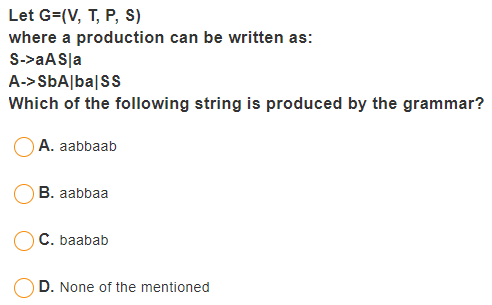 Let G=(V, T, P, S)
where a production can be written as:
S->aAS|a
A->SbA|ba|SS
Which of the following string is produced by the grammar?
A. aabbaab
B. aabbaa
C. baabab
D. None of the mentioned